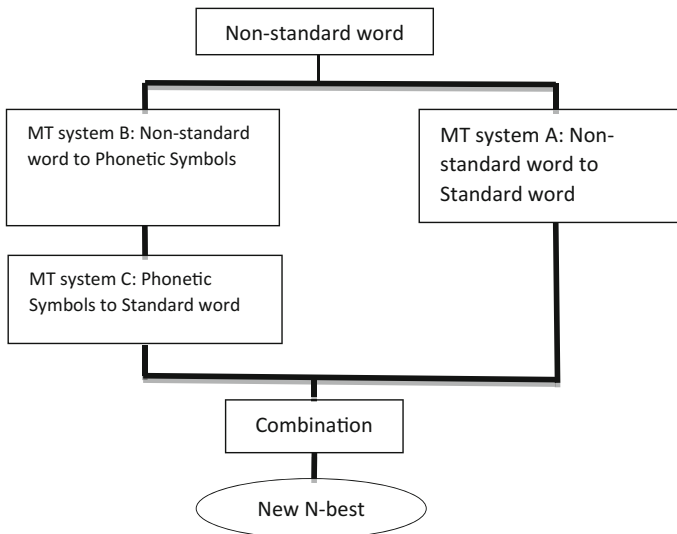 Non-standard word
MT system B: Non-standard
word to Phonetic Symbols
MT system A: Non-
standard word to
Standard word
MT system C: Phonetic
Symbols to Standard word
Combination
New N-best